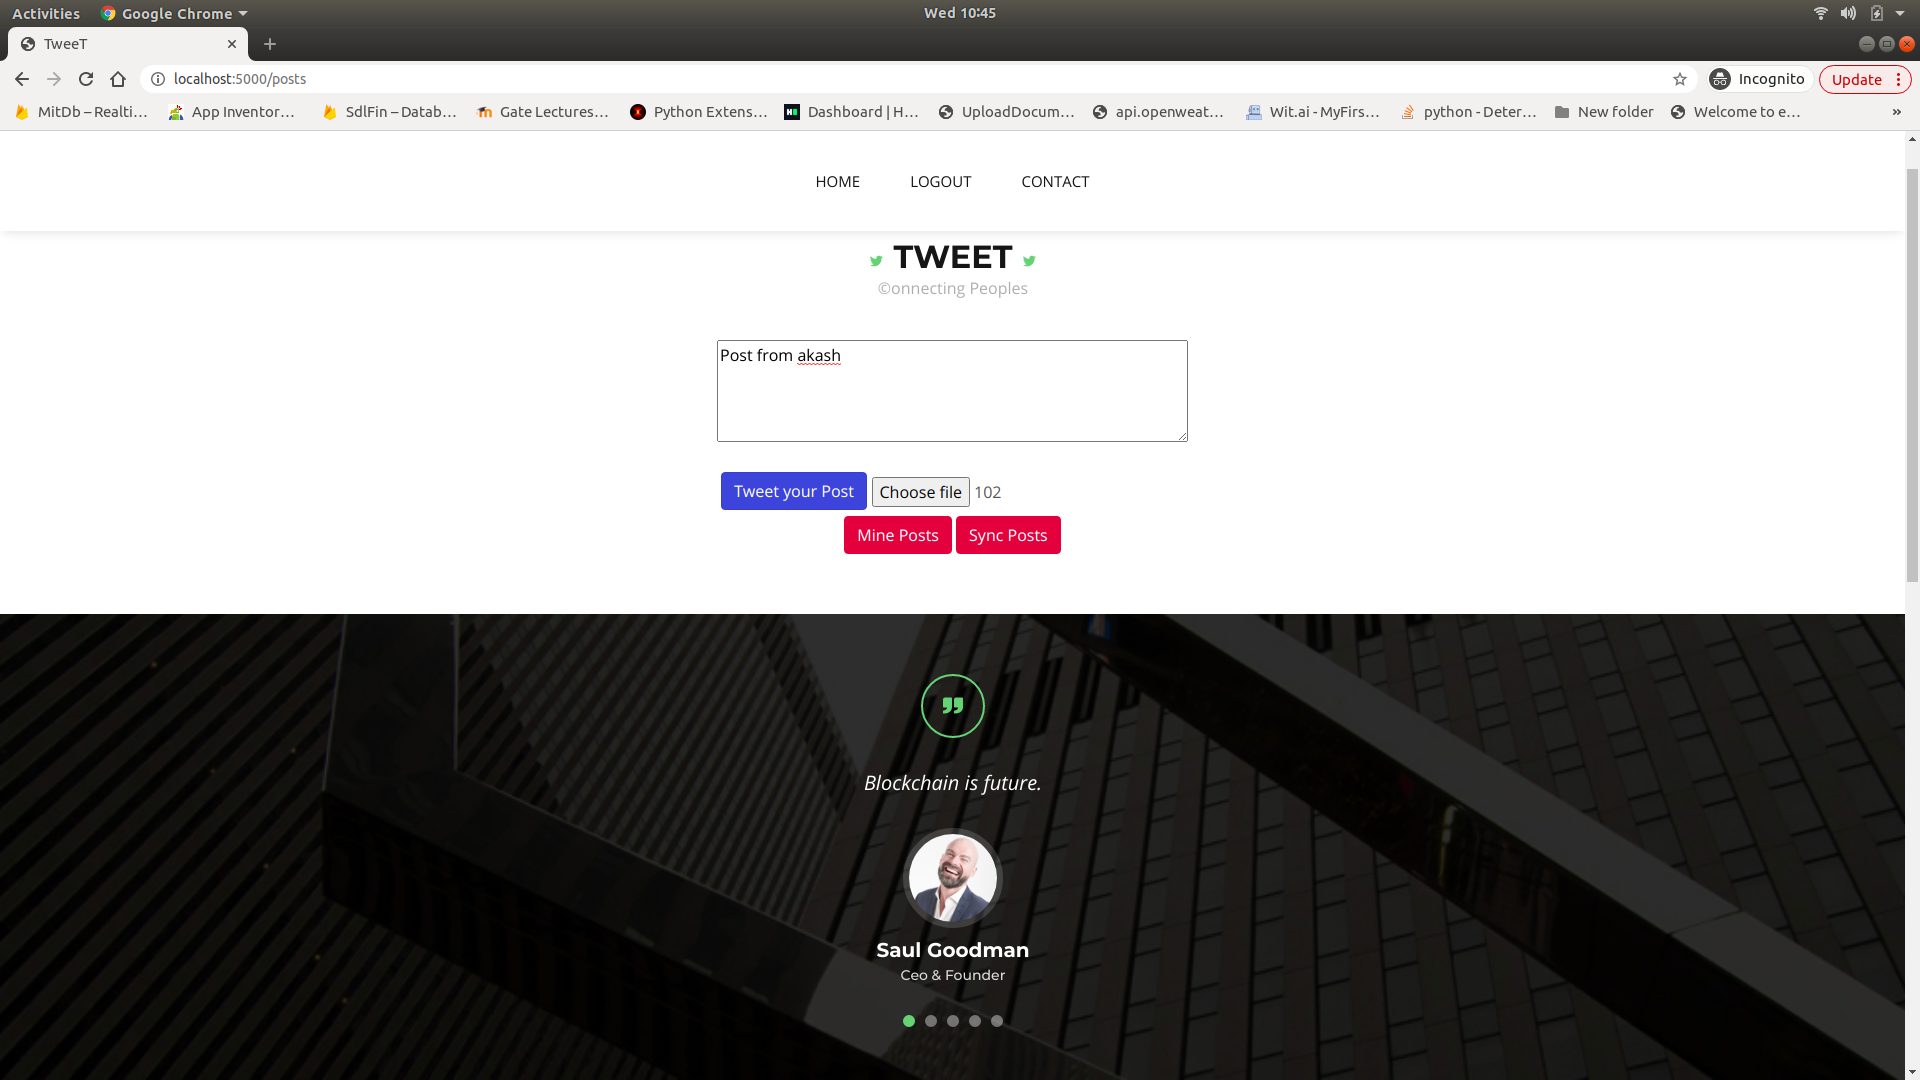 Activities Google Chrome Wed 10:45
TweeT
localhost:5000/posts Incognito Update
MitDb – Realti… App Inventor… SdlFin – Datab… Gate Lectures… Python Extens… Dashboard | H… UploadDocum… api.openweat… Wit.ai - MyFirs… python - Deter… New folder Welcome to e… »
HOME LOGOUT CONTACT
TWEET
©onnecting Peoples
Post from akash
Tweet your Post Choose file 102
Mine Posts Sync Posts
Blockchain is future.
Saul Goodman
Ceo & Founder